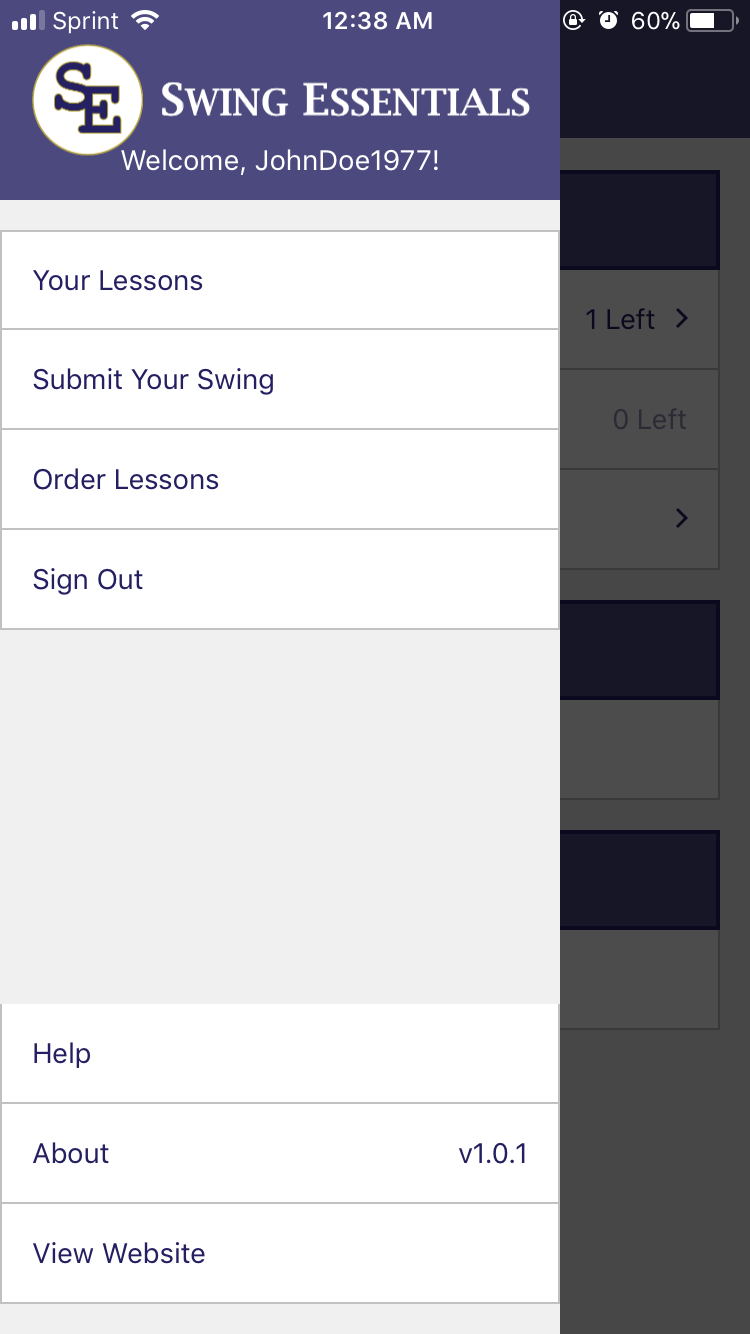 Sprint 12:38 AM 60%
SE SWING ESSENTIALS
Welcome, JohnDoe1977!
Your Lessons
1 Left
Submit Your Swing
0 Left
Order Lessons
Sign Out
Help
About v1.0.1
View Website